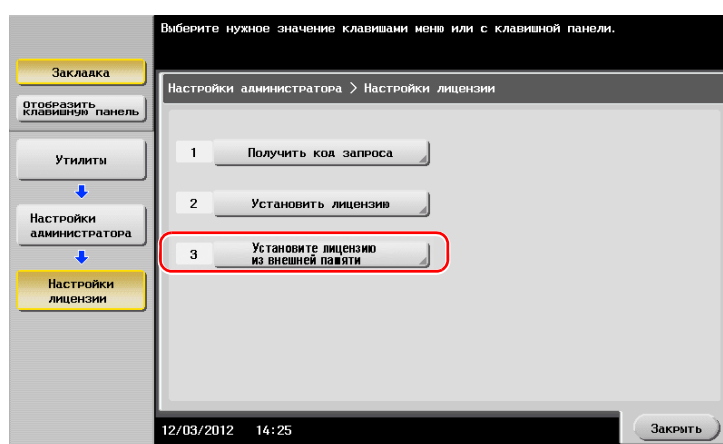 Выберите нужное значение клавишами меню или с клавишной панели.
Закладка
Отобразить
клавишную панель
Настройки администратора > Настройки лицензии
Утилиты
Настройки
администратора
Настройки
лицензии
1 Получить код запроса
2 Установить лицензию
3 Установите лицензию
из внешней памяти
12/03/2012 14:25
Закрыть